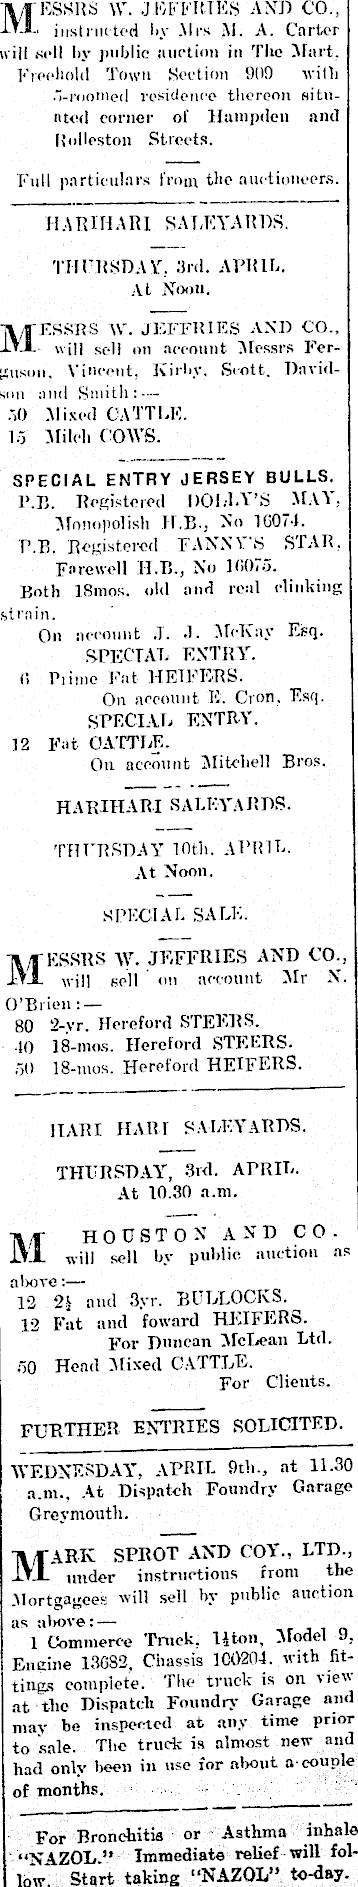 MESSRS W. JEFFRIES AND CO.,
instructed by Mrs M. A. Carter
will sell by public auction in The Mart.
Freehold Town Section 909 with
5-roomed residence thereon situ-
ated corner of Hampden and
Rolleston Streets.
Full particulars from the auctioneers.
HARIHARI SALEYARDS.
THURSDAY, 3rd. APRIL.
At Noon.
MESSRS W. JEFFRIES AND CO.,
will sell on account Messrs Fer-
guson, Vincent, Kirby, Scott, David-
son and Smith:—
50 Mixed CATTLE.
15 Milch COWS.
SPECIAL ENTRY JERSEY BULLS.
P.B. Registered DOLLY'S MAY,
Monopolish H.B., No 16074.
P.B. Registered FANNY'S STAR,
Farewell H.B., No 16075.
Both 18mos. old and real clinking
strain.
On account J. J. McKay Esq.
SPECIAL ENTRY.
6 Prime Fat HEIFERS.
On account E. Cron, Esq.
SPECIAL ENTRY.
12 Fat CATTLE.
On account Mitchell Bros.
HARIHARI SALEYARDS.
THURSDAY 10th. APRIL.
At Noon.
SPECIAL SALE.
MESSRS W. JEFFRIES AND CO.,
will sell on account Mr N.
O'Brien:—
80 2-yr. Hereford STEERS.
40 18-mos. Hereford STEERS.
50 18-mos. Hereford HEIFERS.
HARI HARI SALEYARDS.
THURSDAY, 3rd. APRIL.
At 10.30 a.m.
M HOUSTON AND CO.
will sell by public auction as
above:—
12 2½ and 3yr. BULLOCKS.
12 Fat and foward HEIFERS.
For Duncan McLean Ltd.
50 Head Mixed CATTLE.
For Clients.
FURTHER ENTRIES SOLICITED.
WEDNESDAY, APRIL 9th., at 11.30
a.m., At Dispatch Foundry Garage
Greymouth.
MARK SPROT AND COY., LTD.,
under instructions from the
Mortgagees will sell by public auction
as above:—
1 Commerce Truck, 1¼ton, Model 9,
Engine 13682, Chassis 100204. with fit-
tings complete. The truck is on view
at the Dispatch Foundry Garage and
may be inspected at any time prior
to sale. The truck is almost new and
had only been in use for about a couple
of months.
For Bronchitis or Asthma inhale
"NAZOL." Immediate relief will fol-
low. Start taking "NAZOL" to-day.